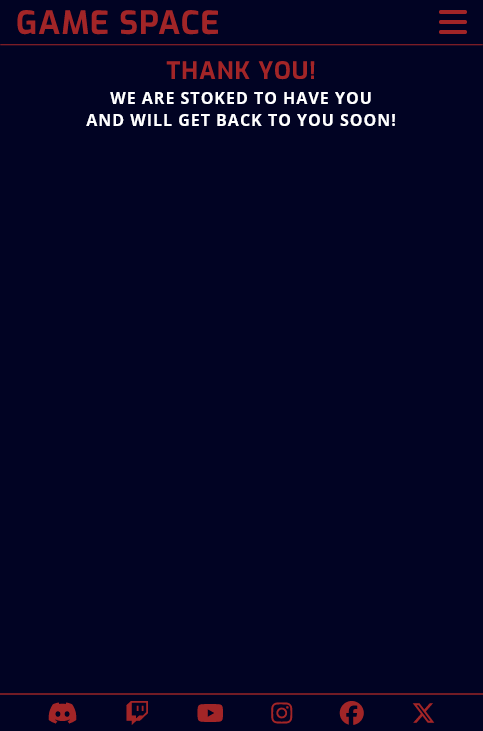 GAME SPACE
THANK YOU!
WE ARE STOKED TO HAVE YOU
AND WILL GET BACK TO YOU SOON!